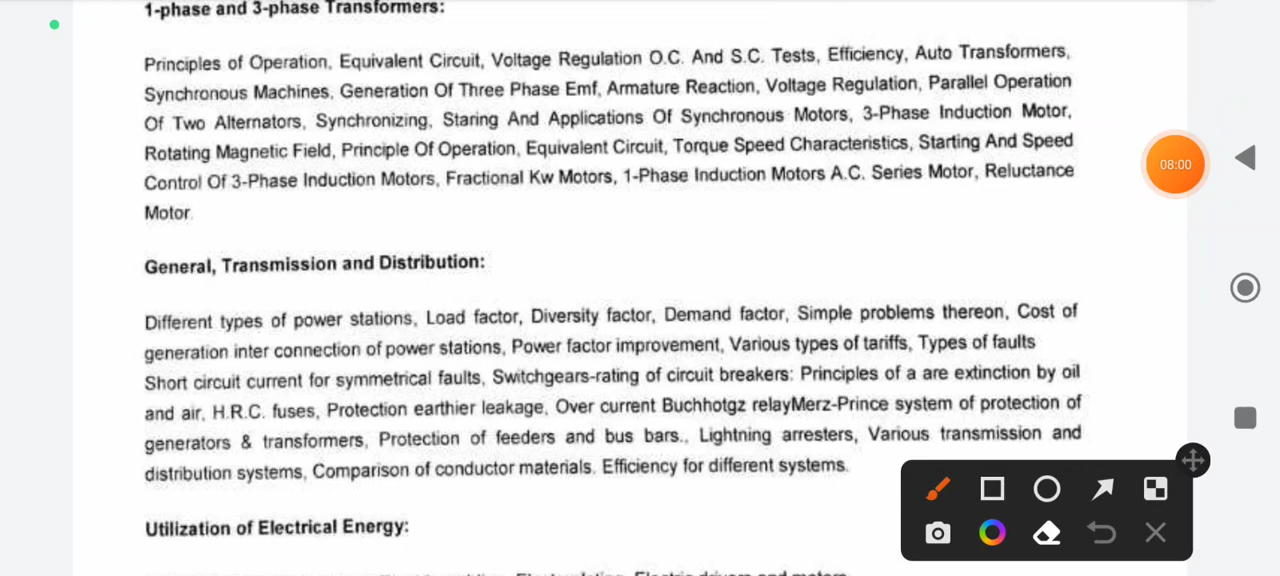 1-phase and 3-phase Transformers:
Principles of Operation, Equivalent Circuit, Voltage Regulation O.C. And S.C. Tests, Efficiency, Auto Transformers,
Synchronous Machines, Generation Of Three Phase Emf, Armature Reaction, Voltage Regulation, Parallel Operation
Of Two Alternators, Synchronizing, Staring And Applications Of Synchronous Motors, 3-Phase Induction Motor,
Rotating Magnetic Field, Principle Of Operation, Equivalent Circuit, Torque Speed Characteristics, Starting And Speed
Control Of 3-Phase Induction Motors, Fractional Kw Motors, 1-Phase Induction Motors A.C. Series Motor, Reluctance
Motor.
General, Transmission and Distribution:
Different types of power stations, Load factor, Diversity factor, Demand factor, Simple problems thereon, Cost of
generation inter connection of power stations, Power factor improvement, Various types of tariffs, Types of faults
Short circuit current for symmetrical faults, Switchgears-rating of circuit breakers: Principles of a are extinction by oil
and air, H.R.C. fuses, Protection earthier leakage, Over current Buchhotgz relayMerz-Prince system of protection of
generators & transformers, Protection of feeders and bus bars., Lightning arresters, Various transmission and
distribution systems, Comparison of conductor materials. Efficiency for different systems.
Utilization of Electrical Energy:
08:00